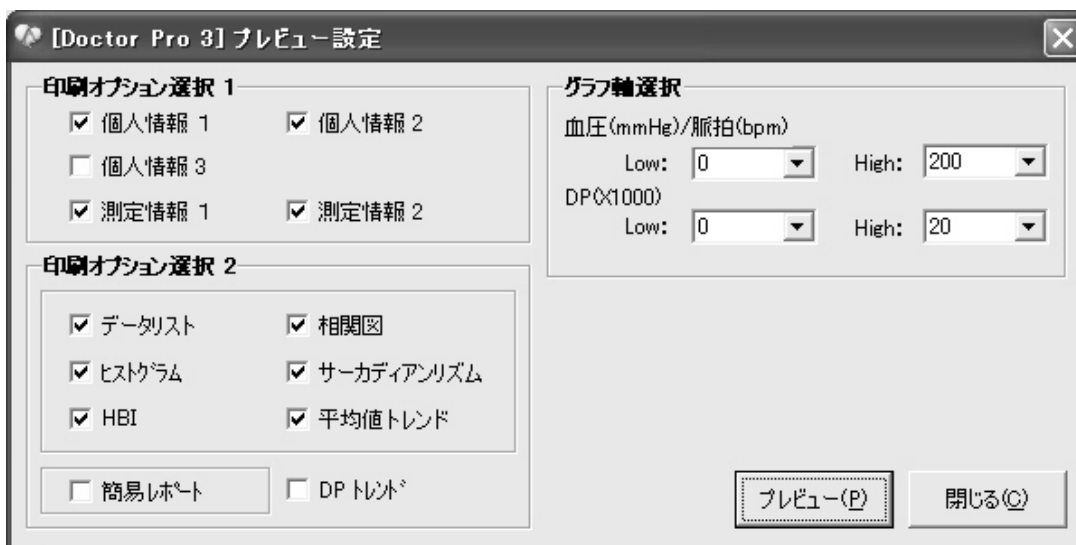 [Doctor Pro 3] プレビュー設定
印刷オプション選択 1
個人情報 1 個人情報 2
個人情報 3
測定情報 1 測定情報 2
印刷オプション選択 2
データリスト 相関図
ﾋｽﾄｸﾞﾗﾑ サーカディアンリズム
HBI 平均値トレンド
簡易ﾚﾎﾟｰﾄ DP ﾄﾚﾝﾄﾞ
グラフ軸選択
血圧(mmHg)/脈拍(bpm)
Low: 0 High: 200
DP(X1000)
Low: 0 High: 20
プレビュー(P) 閉じる(C)